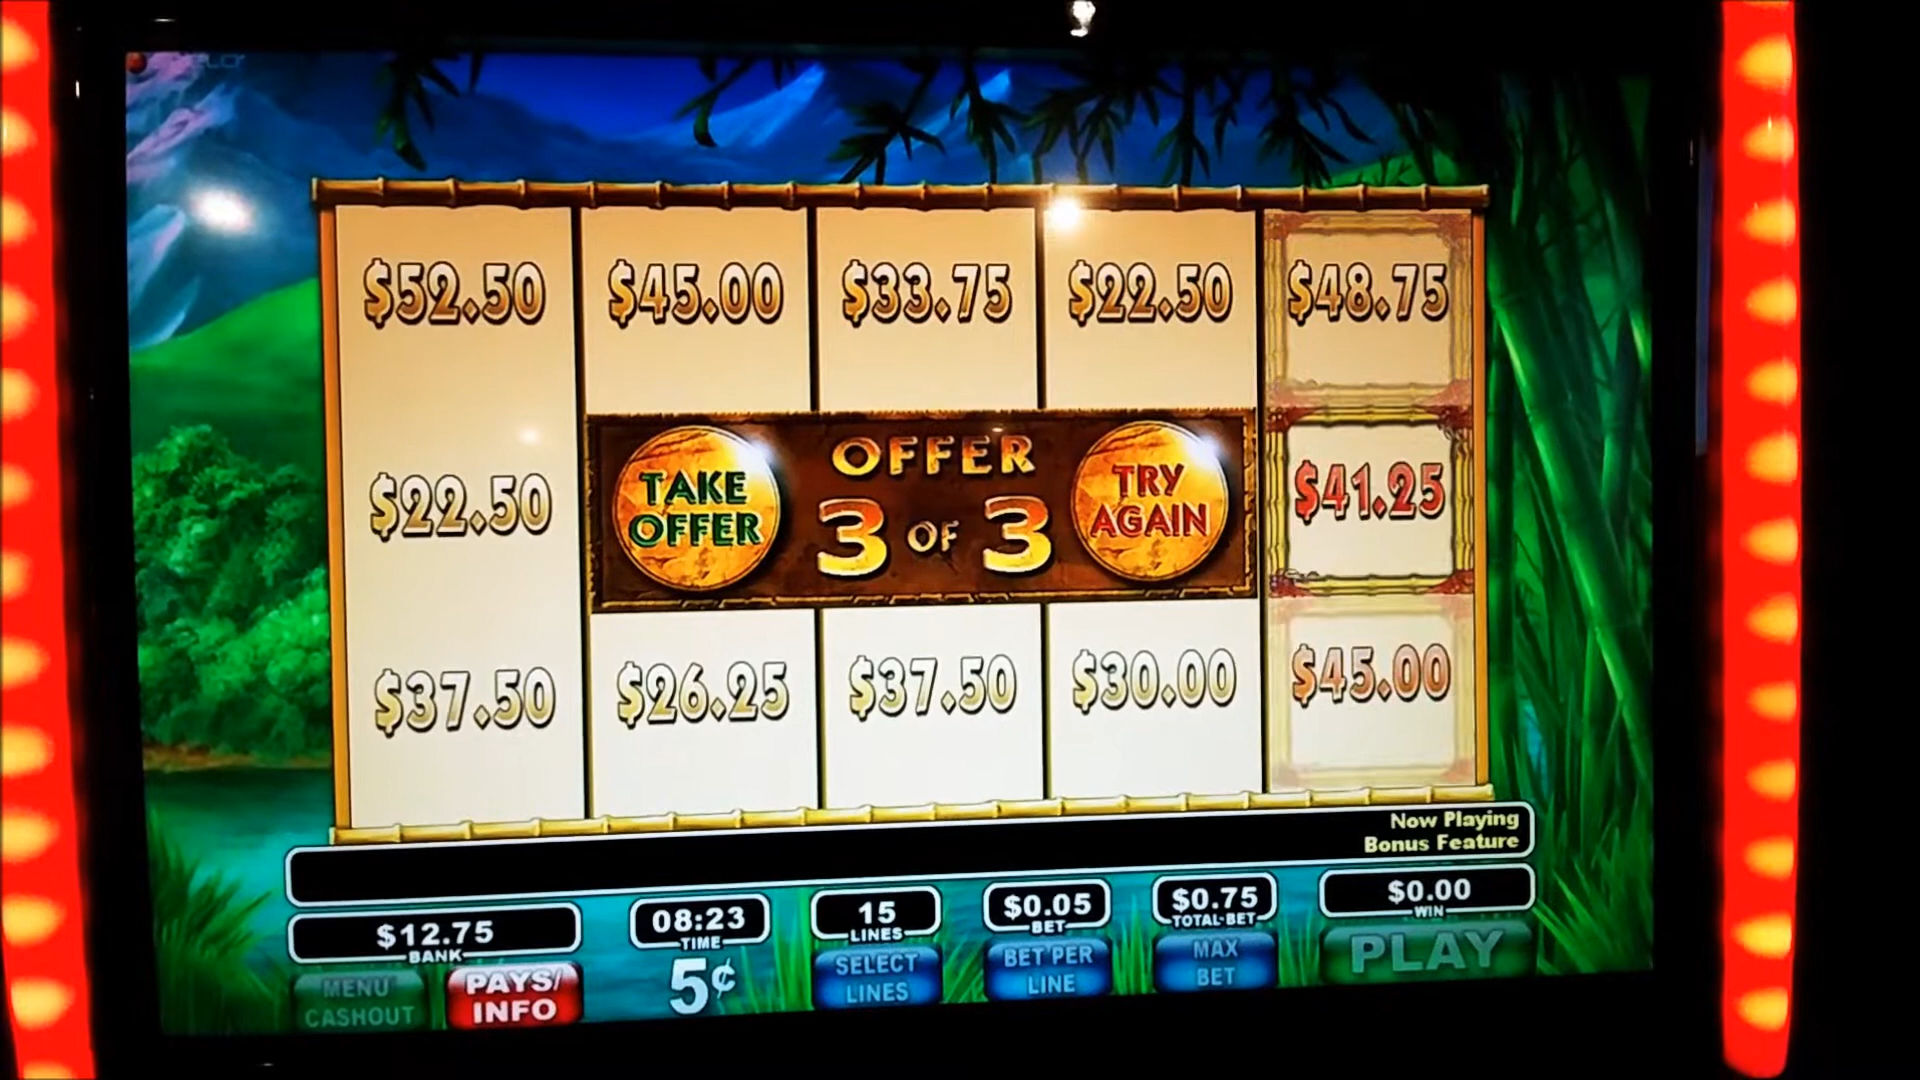 $52.50 $45.00 $33.75 $22.50 $48.75
$22.50
TAKE
OFFER
OFFER
3 OF 3
TRY
AGAIN
$41.25
$37.50 $26.25 $37.50 $30.00 $45.00
Now Playing
Bonus Feature
$12.75
BANK
08:23
TIME
15
LINES
$0.05
BET
$0.75
TOTAL-BET
$0.00
WIN
MENU
CASHOUT
PAYS/
INFO
5¢
SELECT
LINES
BET PER
LINE
MAX
BET
PLAY